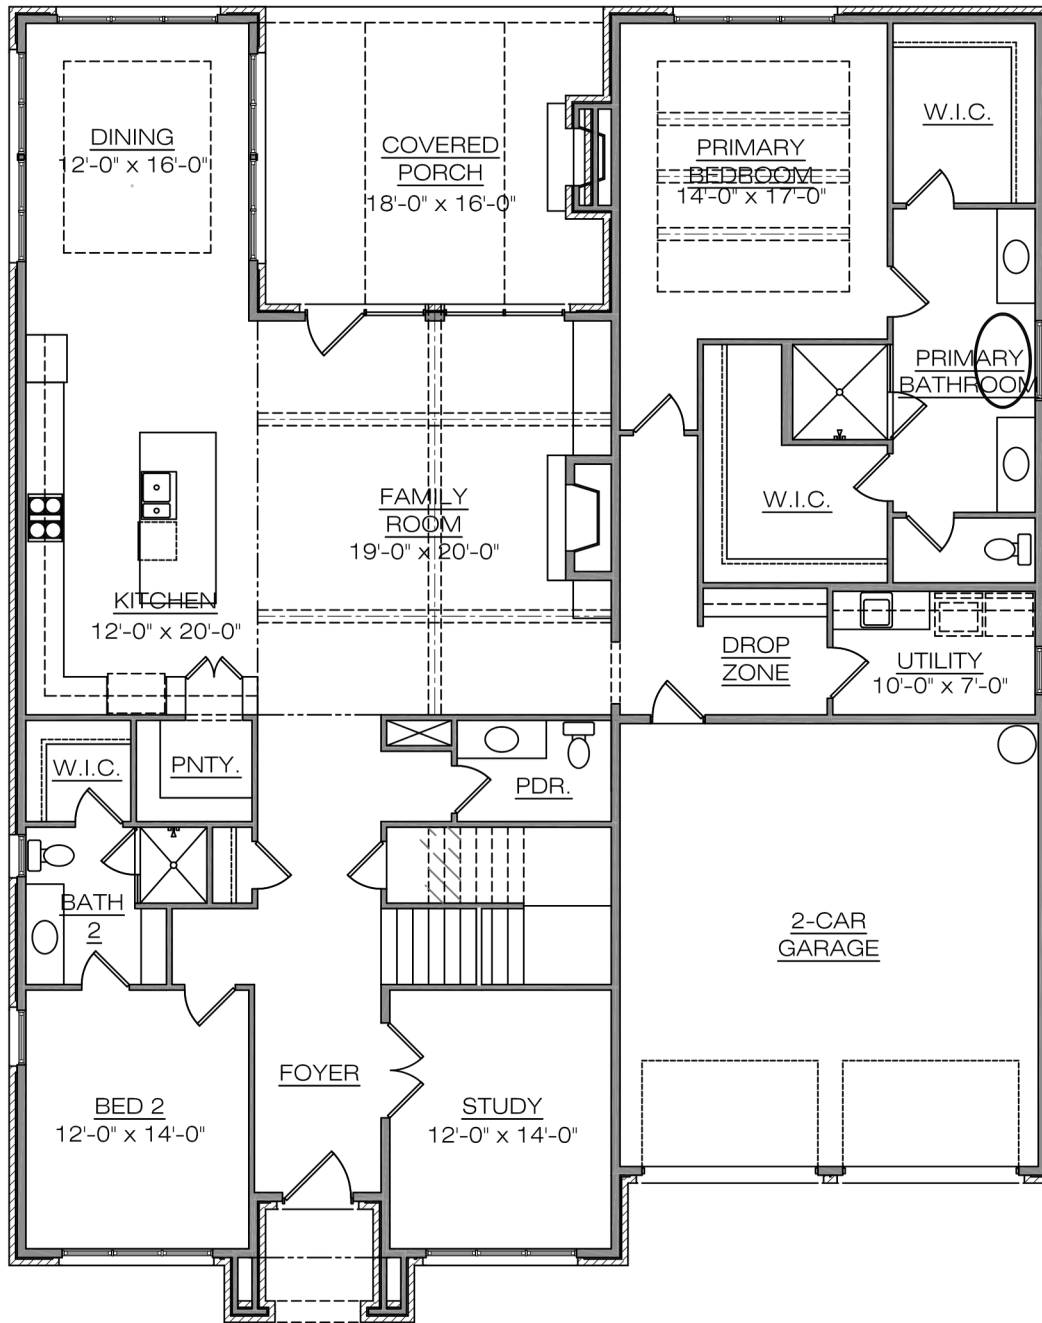 DINING
12'-0" x 16'-0"
COVERED
PORCH
18'-0" x 16'-0"
PRIMARY
BEDROOM
14'-0" x 17'-0"
W.I.C.
PRIMARY
BATHROOM
W.I.C.
FAMILY
ROOM
19'-0" x 20'-0"
KITCHEN
12'-0" x 20'-0"
DROP
ZONE
UTILITY
10'-0" x 7'-0"
W.I.C.
PNTY.
PDR.
BATH
2
2-CAR
GARAGE
FOYER
BED 2
12'-0" x 14'-0"
STUDY
12'-0" x 14'-0"